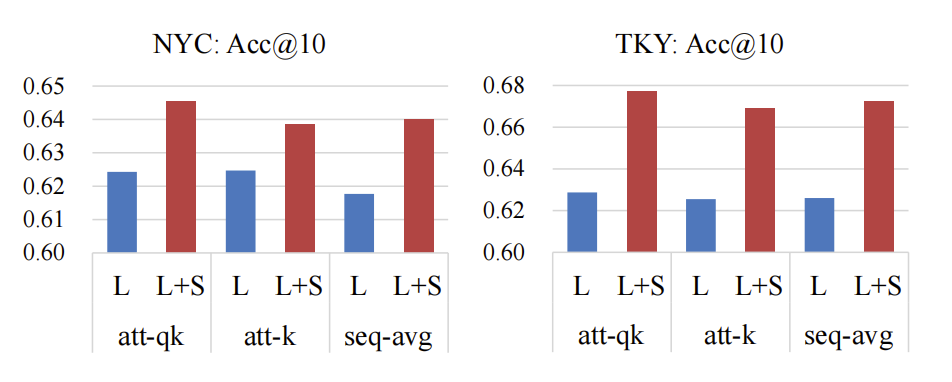 NYC: Acc@10
0.65
0.64
0.63
0.62
0.61
0.60
L L+S L L+S L L+S
att-qk att-k seq-avg
TKY: Acc@10
0.68
0.66
0.64
0.62
0.60
L L+S L L+S L L+S
att-qk att-k seq-avg